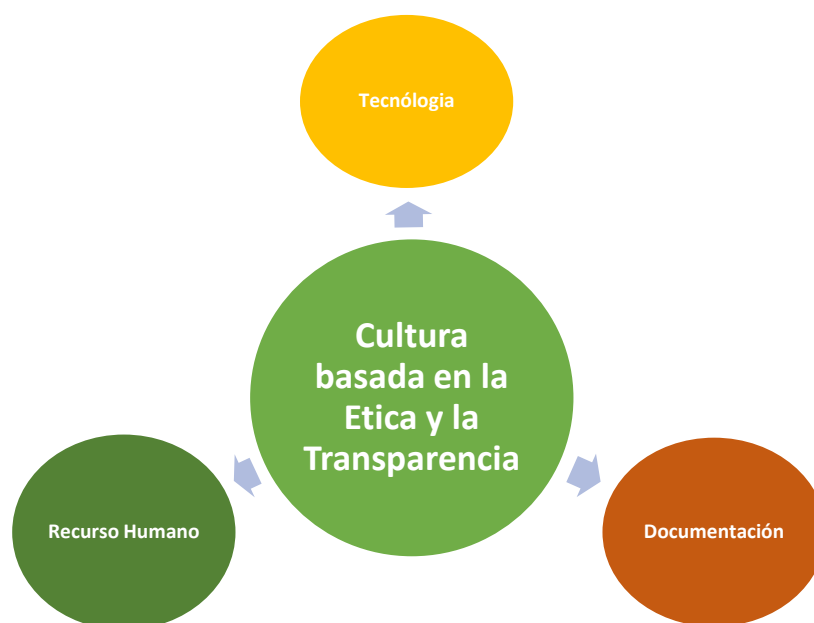 Tecnólogia
Cultura
basada en la
Etica y la
Transparencia
Recurso Humano
Documentación